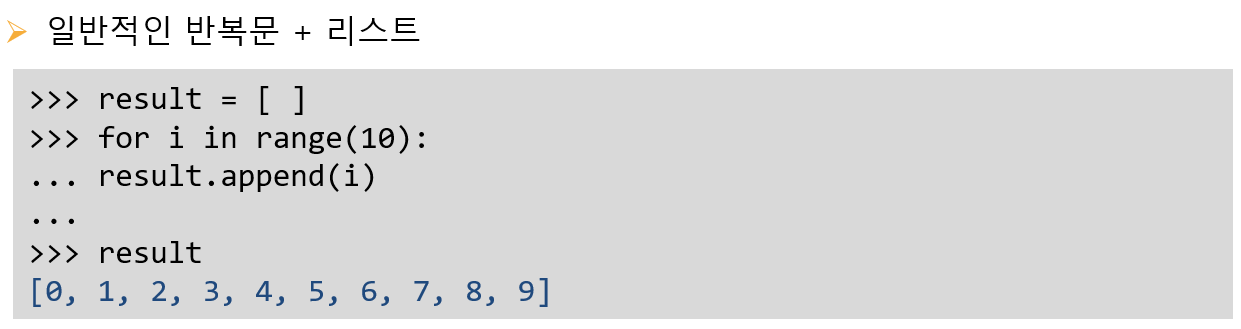 일반적인 반복문 + 리스트
>>> result = [ ]
>>> for i in range(10):
... result.append(i)
...
>>> result
[0, 1, 2, 3, 4, 5, 6, 7, 8, 9]